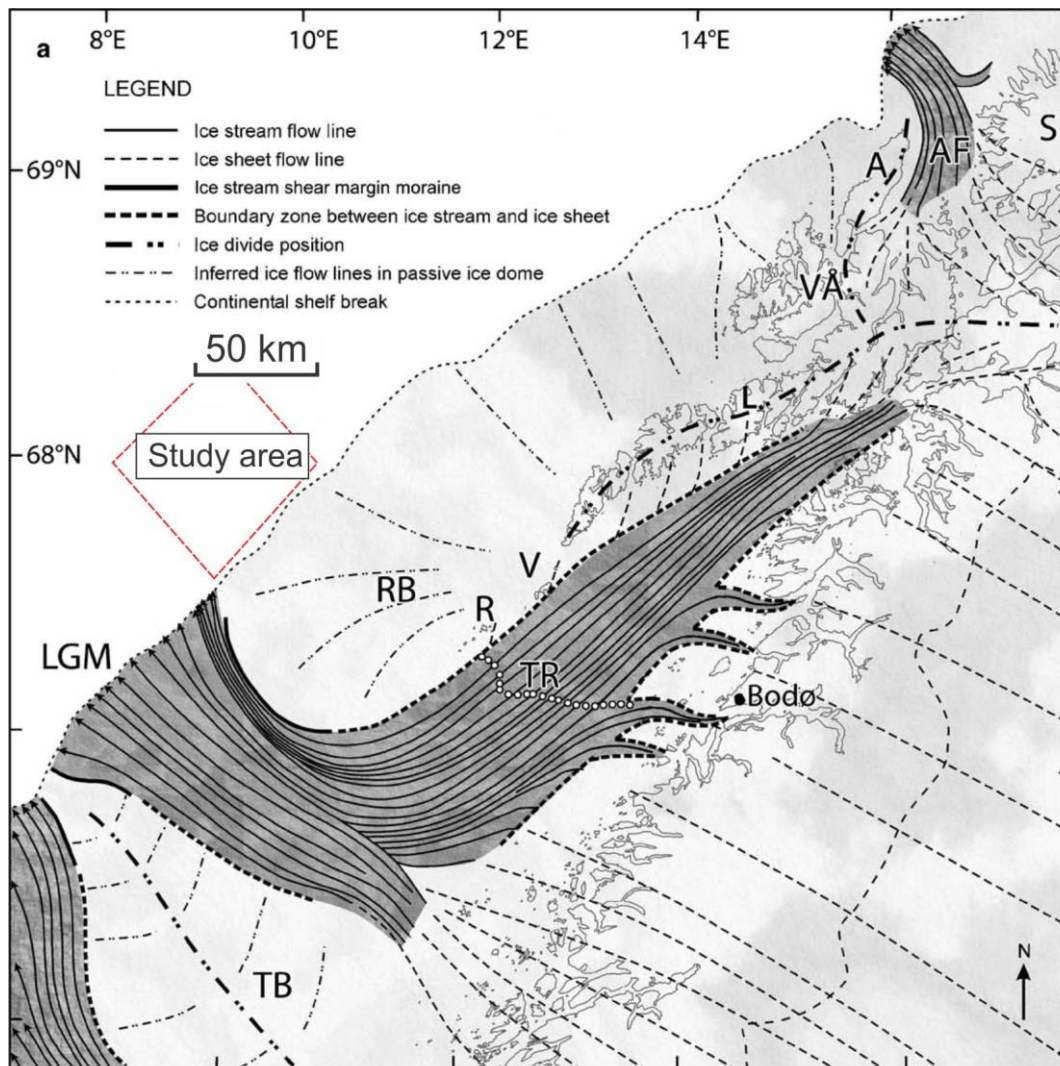 a
8°E 10°E 12°E 14°E
LEGEND
Ice stream flow line
Ice sheet flow line
Ice stream shear margin moraine
Boundary zone between ice stream and ice sheet
Ice divide position
Inferred ice flow lines in passive ice dome
Continental shelf break
69°N
S
A
AF
VÅ
50 km
L
68°N
Study area
V
RB
R
LGM
TR
Bodø
TB
N